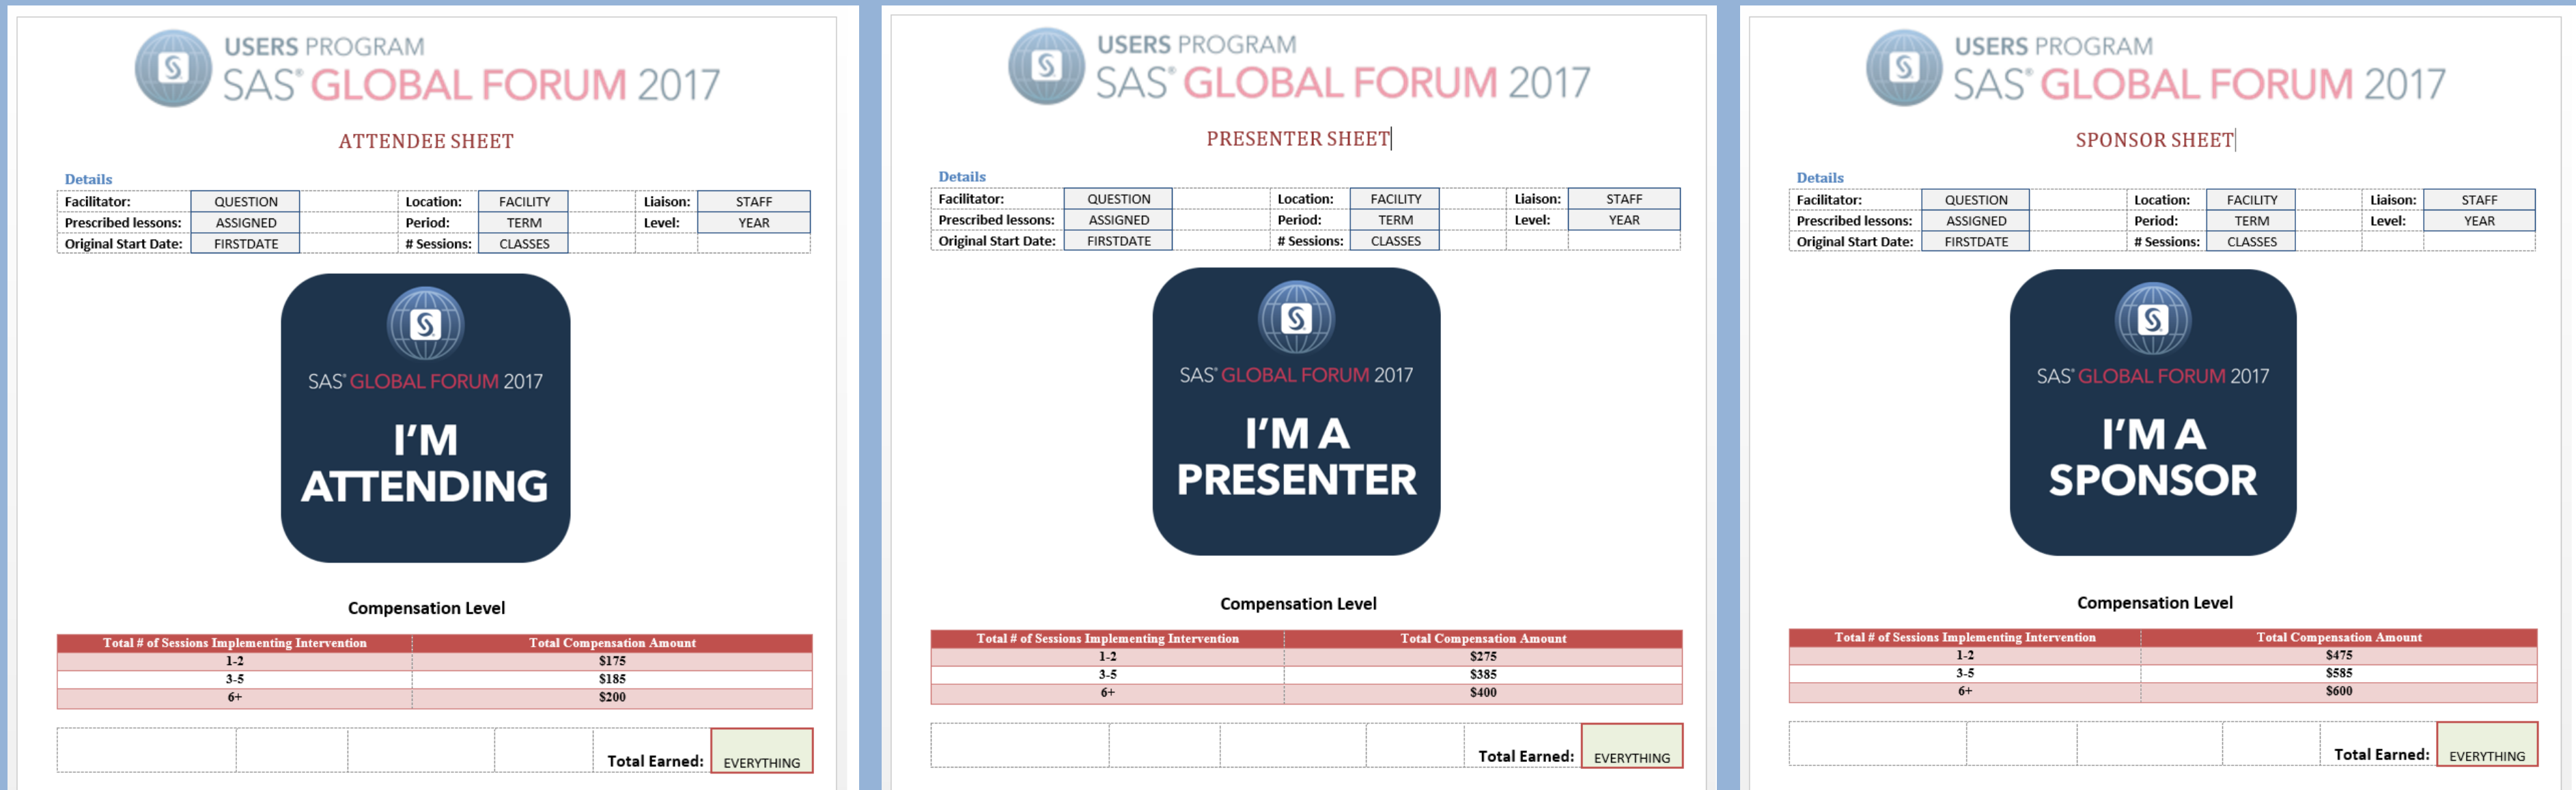 USERS PROGRAM
SAS® GLOBAL FORUM 2017
ATTENDEE SHEET
Details
Facilitator: QUESTION Location: FACILITY Liaison: STAFF
Prescribed lessons: ASSIGNED Period: TERM Level: YEAR
Original Start Date: FIRSTDATE # Sessions: CLASSES
SAS® GLOBAL FORUM 2017
I'M
ATTENDING
Compensation Level
Total # of Sessions Implementing Intervention Total Compensation Amount
1-2 $175
3-5 $185
6+ $200
Total Earned: EVERYTHING
USERS PROGRAM
SAS® GLOBAL FORUM 2017
PRESENTER SHEET
Details
Facilitator: QUESTION Location: FACILITY Liaison: STAFF
Prescribed lessons: ASSIGNED Period: TERM Level: YEAR
Original Start Date: FIRSTDATE # Sessions: CLASSES
SAS® GLOBAL FORUM 2017
I'M A
PRESENTER
Compensation Level
Total # of Sessions Implementing Intervention Total Compensation Amount
1-2 $275
3-5 $385
6+ $400
Total Earned: EVERYTHING
USERS PROGRAM
SAS® GLOBAL FORUM 2017
SPONSOR SHEET
Details
Facilitator: QUESTION Location: FACILITY Liaison: STAFF
Prescribed lessons: ASSIGNED Period: TERM Level: YEAR
Original Start Date: FIRSTDATE # Sessions: CLASSES
SAS® GLOBAL FORUM 2017
I'M A
SPONSOR
Compensation Level
Total # of Sessions Implementing Intervention Total Compensation Amount
1-2 $475
3-5 $585
6+ $600
Total Earned: EVERYTHING